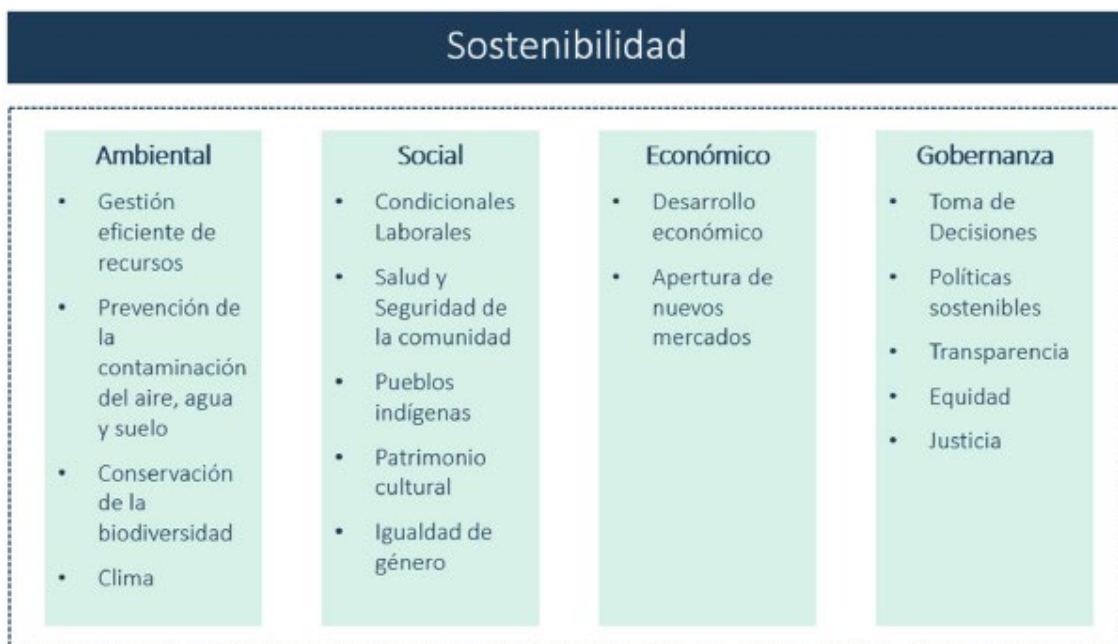 Sostenibilidad
Ambiental
• Gestión
eficiente de
recursos
• Prevención de
la
contaminación
del aire, agua
y suelo
• Conservación
de la
biodiversidad
• Clima
Social
• Condicionales
Laborales
• Salud y
Seguridad de
la comunidad
• Pueblos
indígenas
• Patrimonio
cultural
• Igualdad de
género
Económico
• Desarrollo
económico
• Apertura de
nuevos
mercados
Gobernanza
• Toma de
Decisiones
• Políticas
sostenibles
• Transparencia
• Equidad
• Justicia